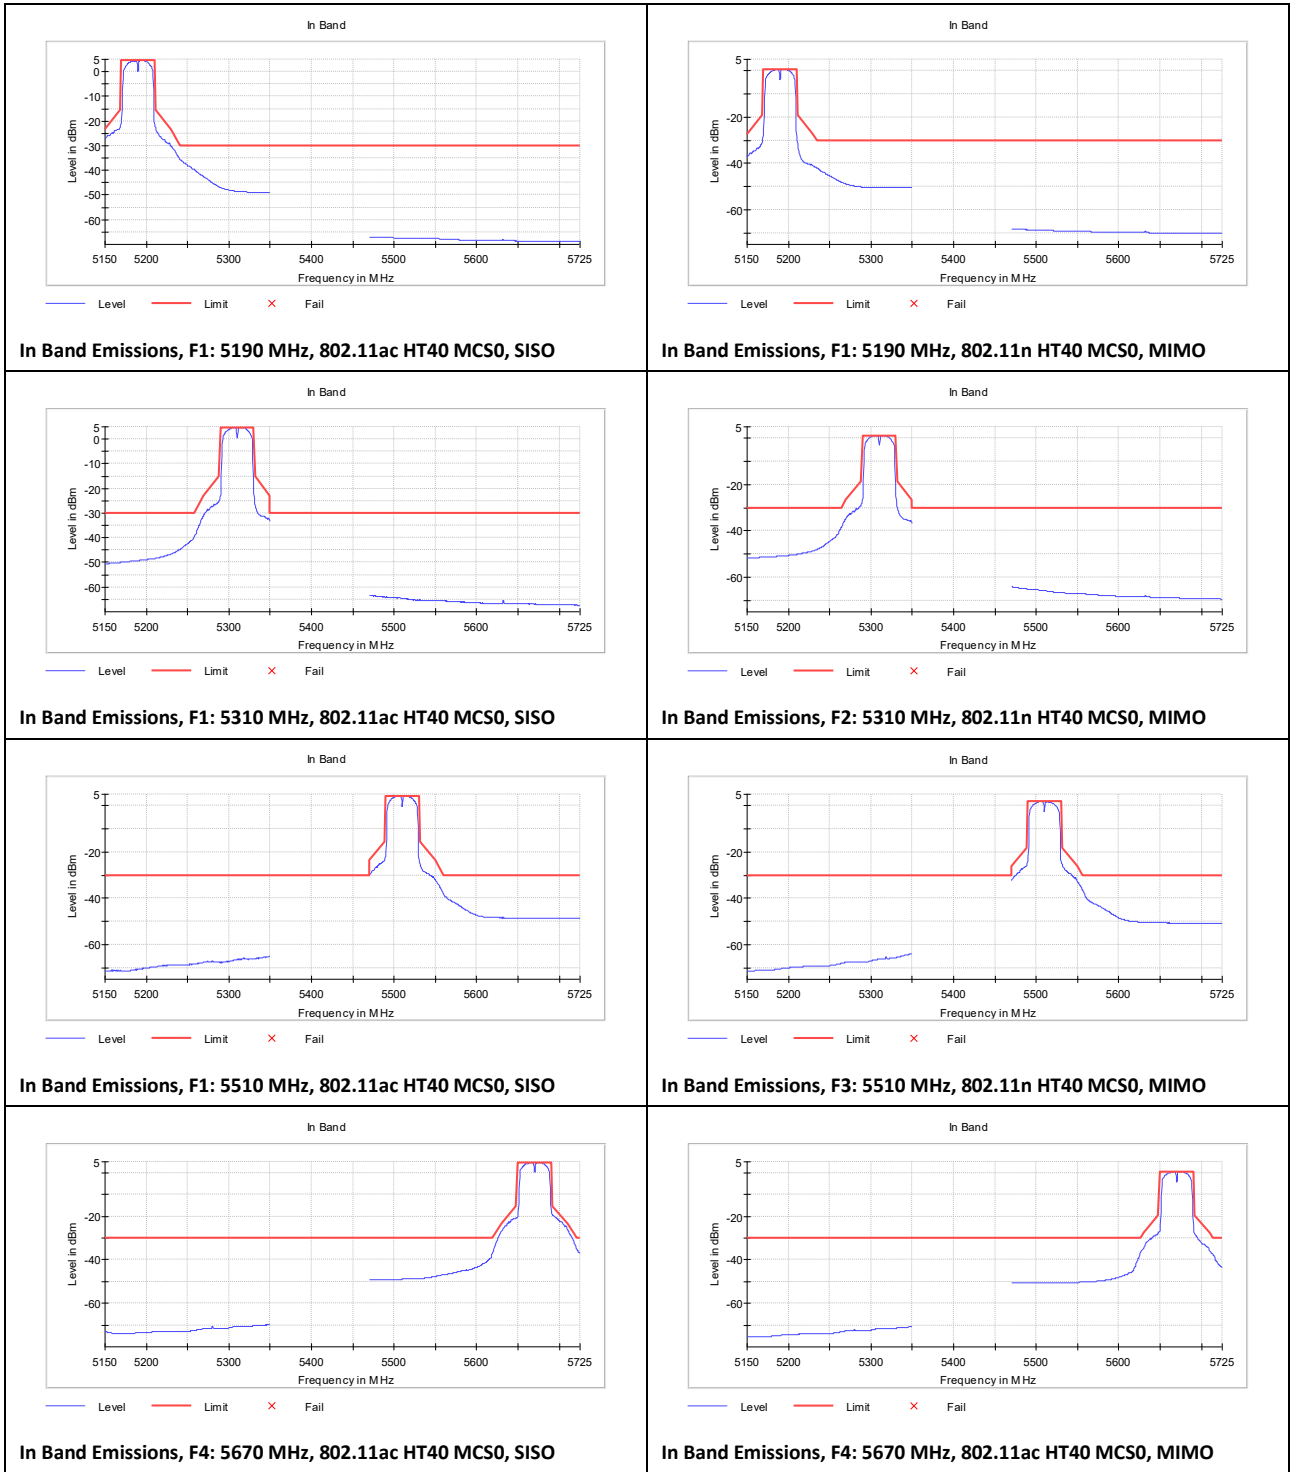 In Band
5
0
-10
-20
-30
-40
-50
-60
Level in dBm
5150 5200 5300 5400 5500 5600 5725
Frequency in MHz
Level Limit × Fail
In Band Emissions, F1: 5190 MHz, 802.11ac HT40 MCS0, SISO
In Band
5
-20
-40
-60
Level in dBm
5150 5200 5300 5400 5500 5600 5725
Frequency in MHz
Level Limit × Fail
In Band Emissions, F1: 5190 MHz, 802.11n HT40 MCS0, MIMO
In Band
5
0
-10
-20
-30
-40
-50
-60
Level in dBm
5150 5200 5300 5400 5500 5600 5725
Frequency in MHz
Level Limit × Fail
In Band Emissions, F1: 5310 MHz, 802.11ac HT40 MCS0, SISO
In Band
5
-20
-40
-60
Level in dBm
5150 5200 5300 5400 5500 5600 5725
Frequency in MHz
Level Limit × Fail
In Band Emissions, F2: 5310 MHz, 802.11n HT40 MCS0, MIMO
In Band
5
-20
-40
-60
Level in dBm
5150 5200 5300 5400 5500 5600 5725
Frequency in MHz
Level Limit × Fail
In Band Emissions, F1: 5510 MHz, 802.11ac HT40 MCS0, SISO
In Band
5
-20
-40
-60
Level in dBm
5150 5200 5300 5400 5500 5600 5725
Frequency in MHz
Level Limit × Fail
In Band Emissions, F3: 5510 MHz, 802.11n HT40 MCS0, MIMO
In Band
5
-20
-40
-60
Level in dBm
5150 5200 5300 5400 5500 5600 5725
Frequency in MHz
Level Limit × Fail
In Band Emissions, F4: 5670 MHz, 802.11ac HT40 MCS0, SISO
In Band
5
-20
-40
-60
Level in dBm
5150 5200 5300 5400 5500 5600 5725
Frequency in MHz
Level Limit × Fail
In Band Emissions, F4: 5670 MHz, 802.11ac HT40 MCS0, MIMO